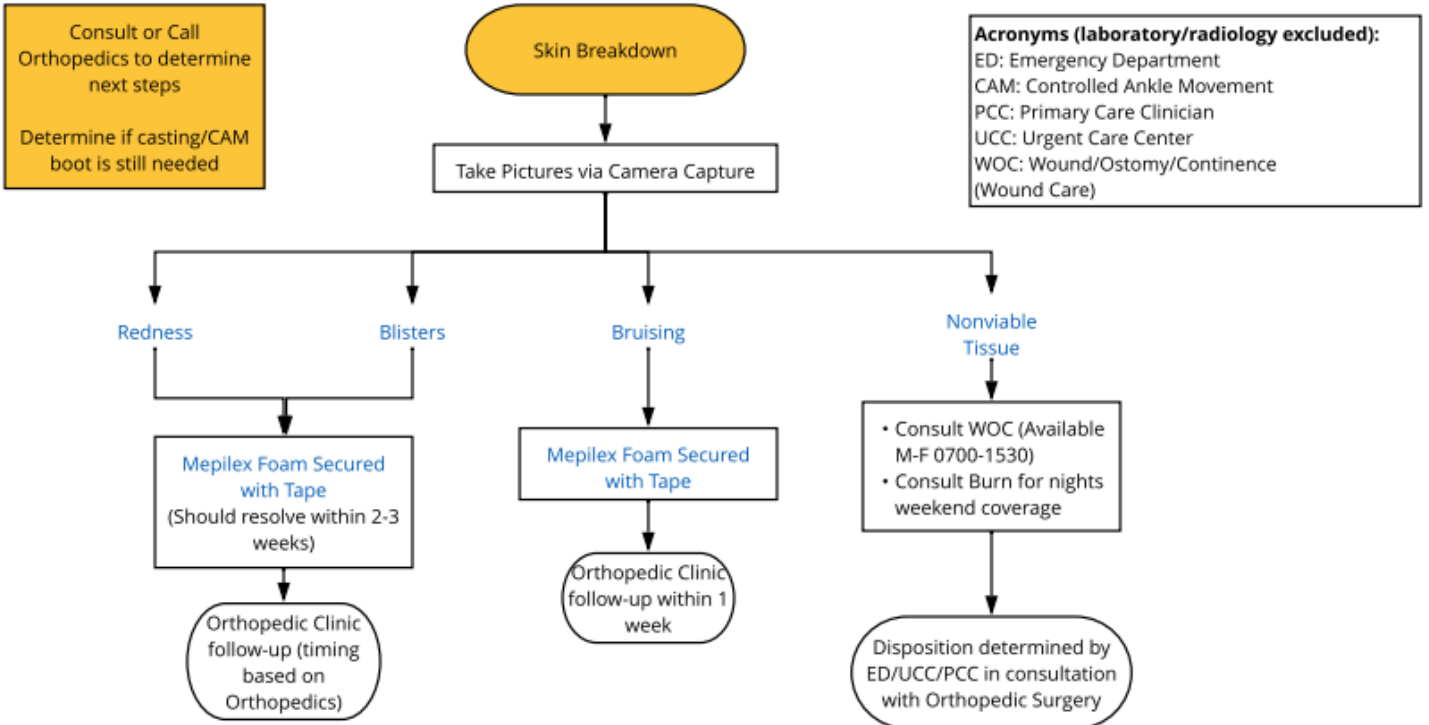 Consult or Call
Orthopedics to determine
next steps
Determine if casting/CAM
boot is still needed
Skin Breakdown
Acronyms (laboratory/radiology excluded):
ED: Emergency Department
CAM: Controlled Ankle Movement
PCC: Primary Care Clinician
UCC: Urgent Care Center
WOC: Wound/Ostomy/Continence
(Wound Care)
Take Pictures via Camera Capture
Redness
Blisters
Bruising
Nonviable
Tissue
Mepilex Foam Secured
with Tape
(Should resolve within 2-3
weeks)
Mepilex Foam Secured
with Tape
• Consult WOC (Available
M-F 0700-1530)
• Consult Burn for nights
weekend coverage
Orthopedic Clinic
follow-up (timing
based on
Orthopedics)
Orthopedic Clinic
follow-up within 1
week
Disposition determined by
ED/UCC/PCC in consultation
with Orthopedic Surgery